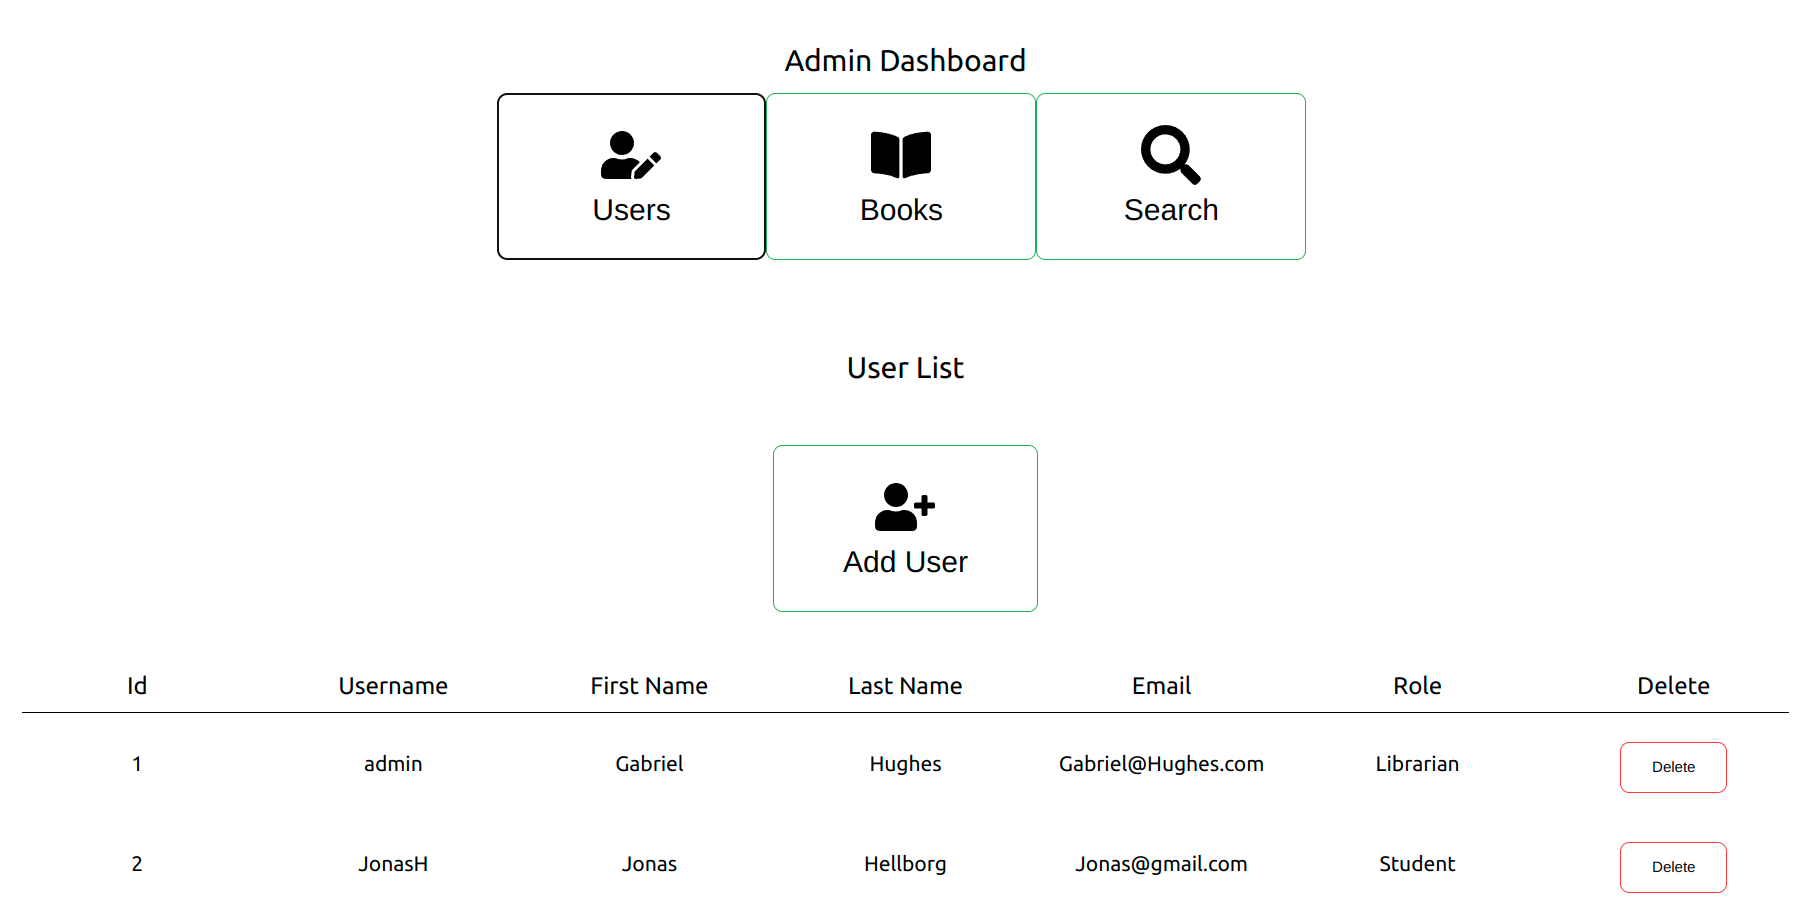 Admin Dashboard
Users Books Search
User List
Add User
Id Username First Name Last Name Email Role Delete
1 admin Gabriel Hughes Gabriel@Hughes.com Librarian Delete
2 JonasH Jonas Hellborg Jonas@gmail.com Student Delete